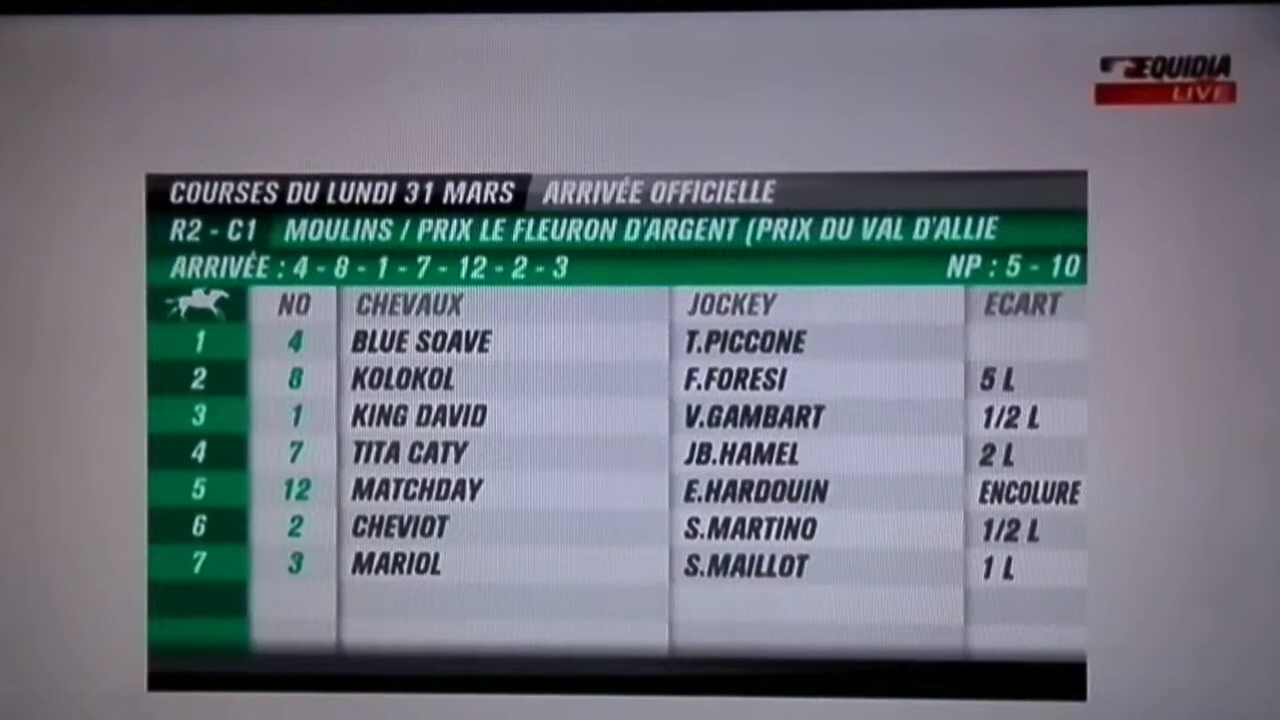 EQUIDIA
LIVE
COURSES DU LUNDI 31 MARS ARRIVÉE OFFICIELLE
R2 - C1 MOULINS / PRIX LE FLEURON D'ARGENT (PRIX DU VAL D'ALLIE
ARRIVÉE : 4 - 8 - 1 - 7 - 12 - 2 - 3 NP : 5 - 10
NO CHEVAUX JOCKEY ECART
1 4 BLUE SOAVE T.PICCONE
2 8 KOLOKOL F.FORESI 5 L
3 1 KING DAVID V.GAMBART 1/2 L
4 7 TITA CATY JB.HAMEL 2 L
5 12 MATCHDAY E.HARDOUIN ENCOLURE
6 2 CHEVIOT S.MARTINO 1/2 L
7 3 MARIOL S.MAILLOT 1 L